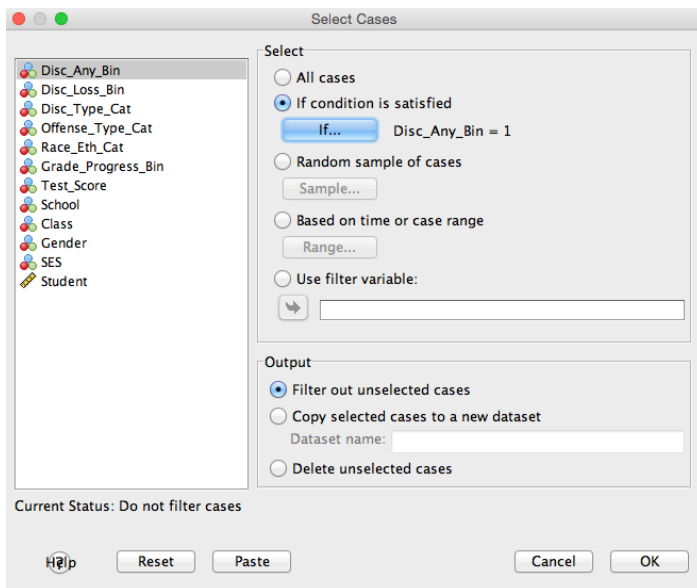 Select Cases
Disc_Any_Bin
Disc_Loss_Bin
Disc_Type_Cat
Offense_Type_Cat
Race_Eth_Cat
Grade_Progress_Bin
Test_Score
School
Class
Gender
SES
Student
Select
All cases
If condition is satisfied
If... Disc_Any_Bin = 1
Random sample of cases
Sample...
Based on time or case range
Range...
Use filter variable:
Output
Filter out unselected cases
Copy selected cases to a new dataset
Dataset name:
Delete unselected cases
Current Status: Do not filter cases
Help ? Reset Paste Cancel OK